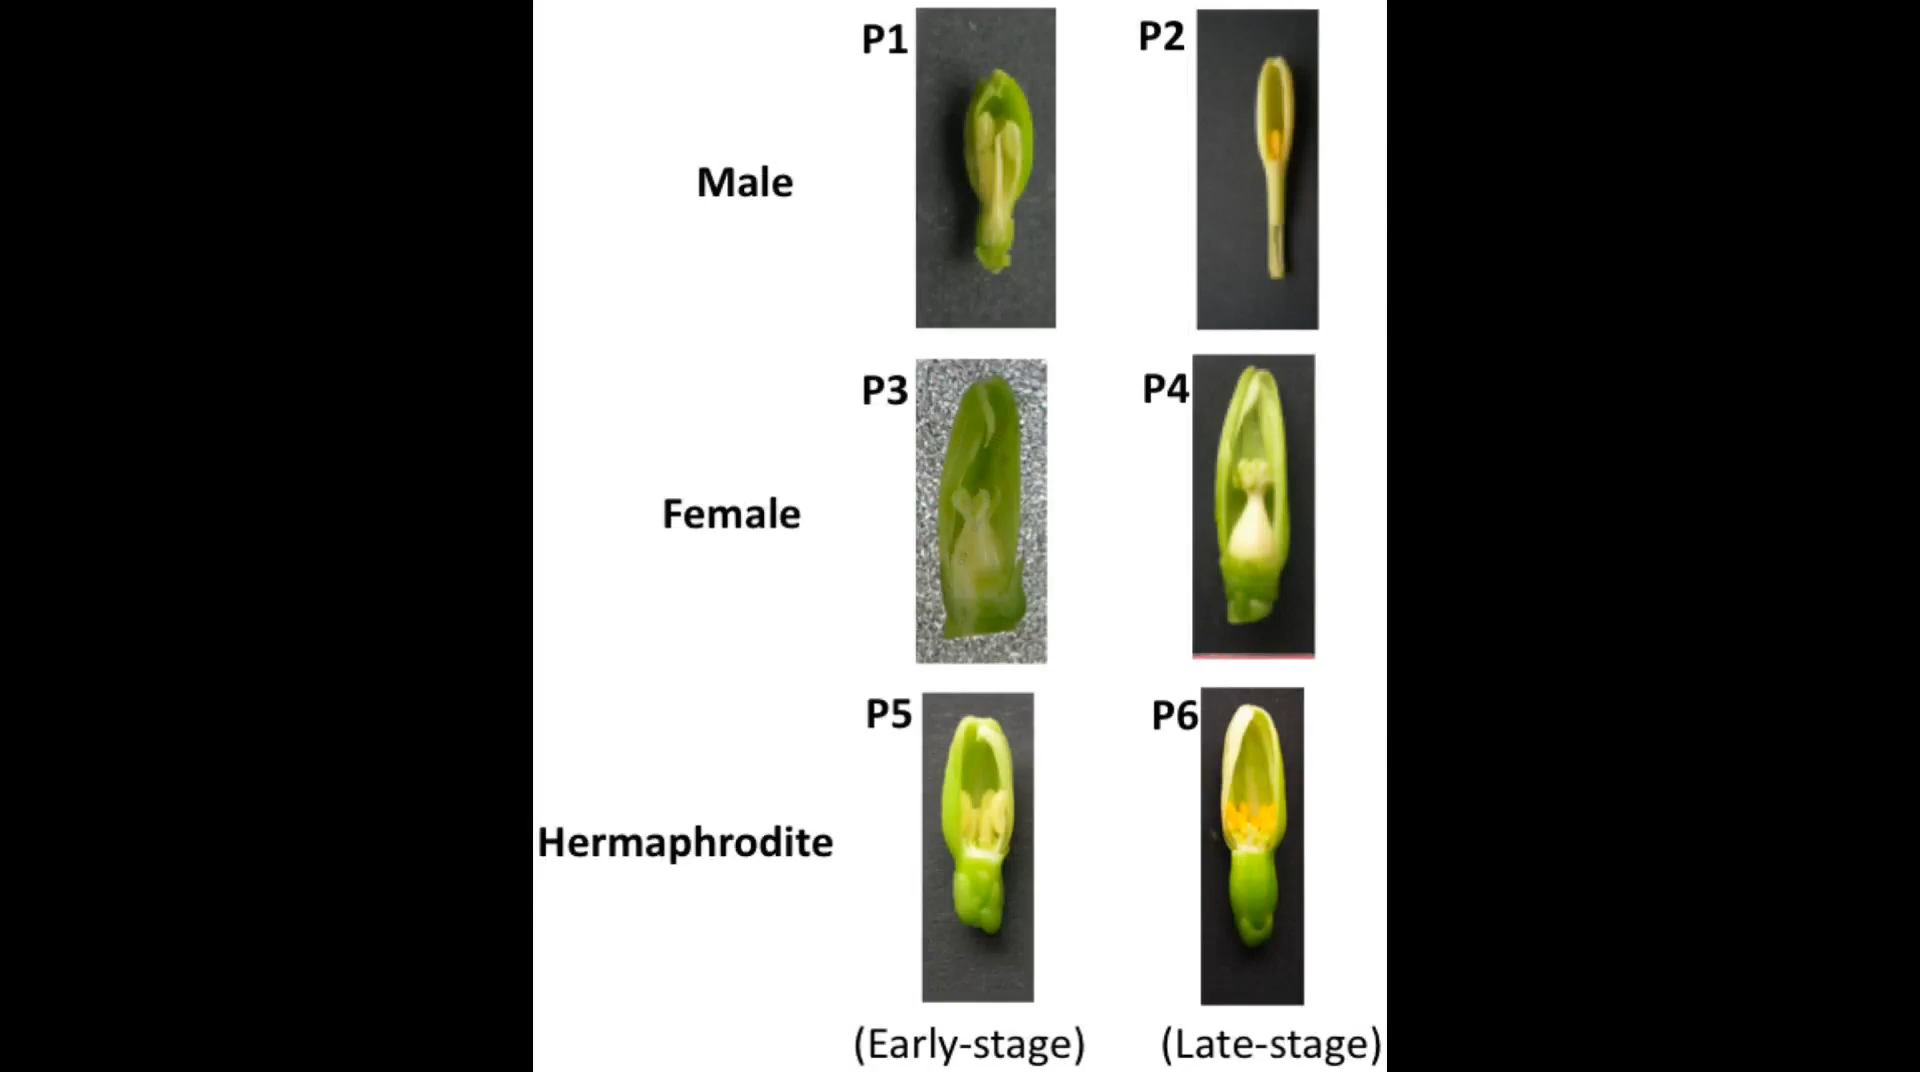 P1
P2
Male
P3
P4
Female
P5
P6
Hermaphrodite
(Early-stage)
(Late-stage)